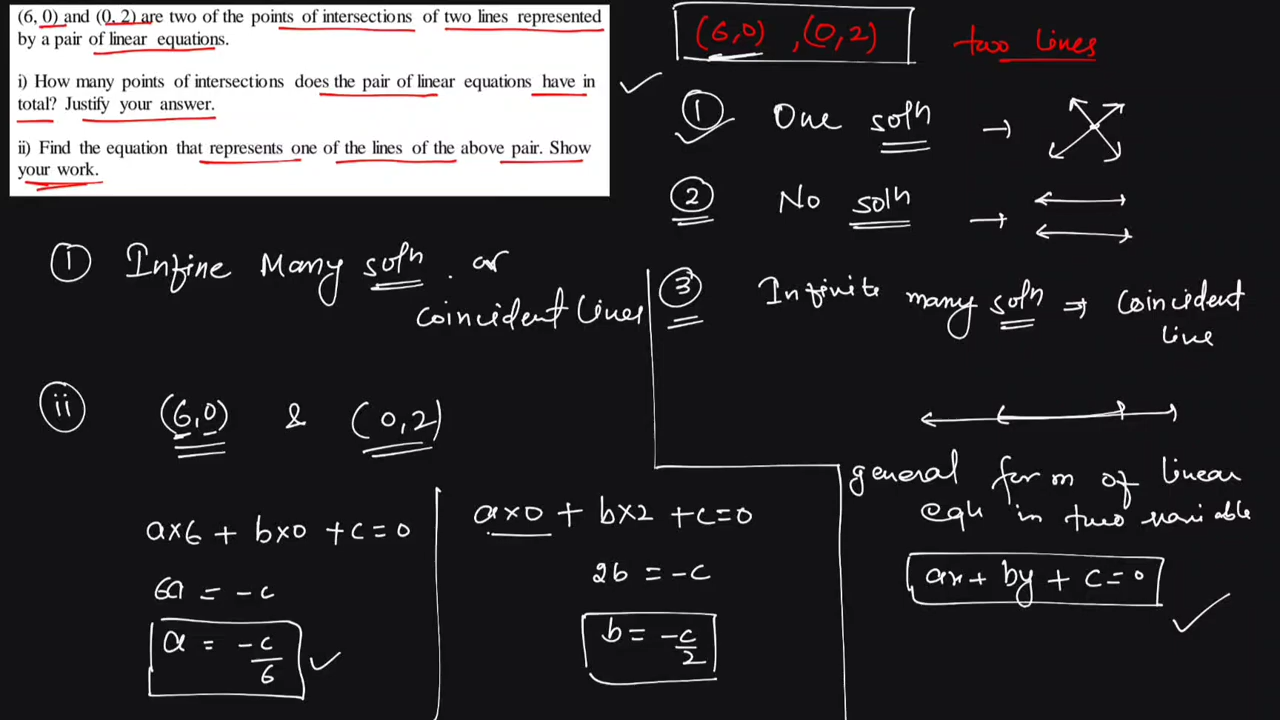 (6, 0) and (0, 2) are two of the points of intersections of two lines represented
by a pair of linear equations.
i) How many points of intersections does the pair of linear equations have in
total? Justify your answer.
ii) Find the equation that represents one of the lines of the above pair. Show
your work.
(6,0) , (0,2) two lines
① One soln →
② No soln →
③ Infinite many soln ⇒ Coincident
line
① Infine Many soln. or
coincident lines
ⅱ (6,0) & (0,2)
a×6 + b×0 + c = 0
6a = -c
a = -c/6
a×0 + b×2 + c = 0
2b = -c
b = -c/2
general form of linear
eqn in two variable
ax + by + c = 0